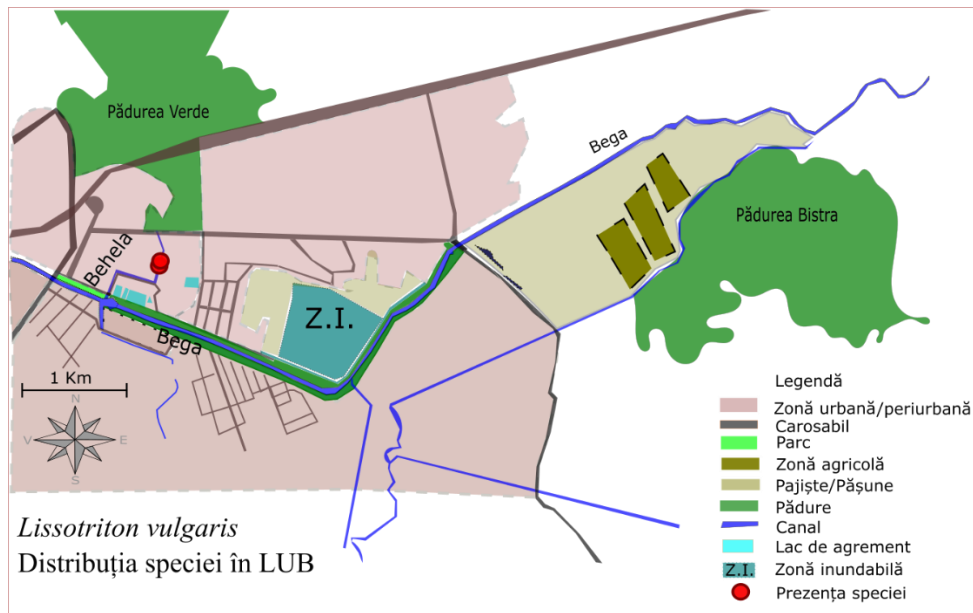 Pădurea Verde
Bega
Pădurea Bistra
Behela
Z.I.
Bega
1 Km
N
V
E
S
Legendă
Zonă urbană/periurbană
Carosabil
Parc
Zonă agricolă
Pajiște/Pășune
Pădure
Canal
Lac de agrement
Z.I. Zonă inundabilă
Prezența speciei
Lissotriton vulgaris
Distribuția speciei în LUB